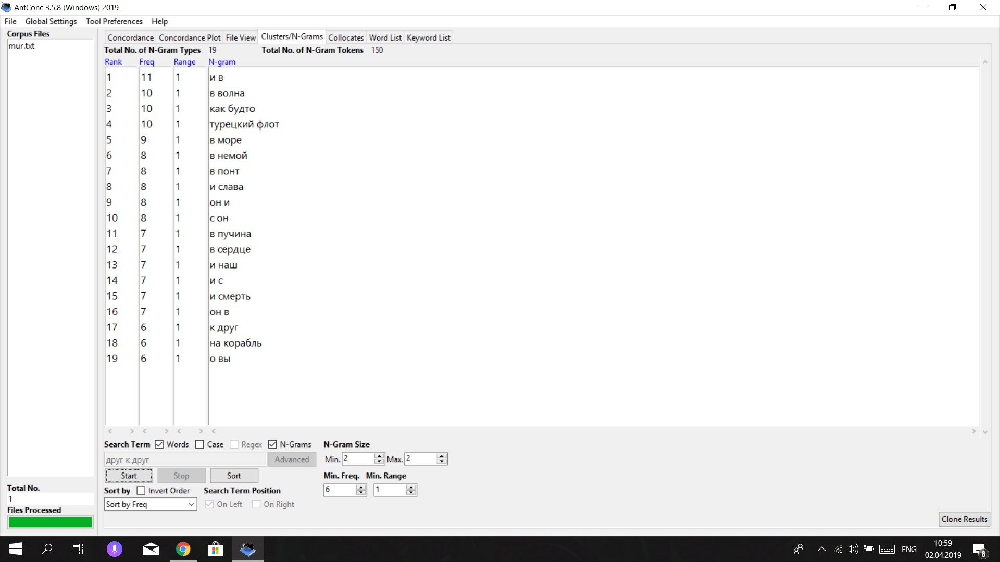 AntConc 3.5.8 (Windows) 2019
File Global Settings Tool Preferences Help
Corpus Files
mur.txt
Concordance Concordance Plot File View Clusters/N-Grams Collocates Word List Keyword List
Total No. of N-Gram Types 19 Total No. of N-Gram Tokens 150
Rank Freq Range N-gram
1 11 1 и в
2 10 1 в волна
3 10 1 как будто
4 10 1 турецкий флот
5 9 1 в море
6 8 1 в немой
7 8 1 в понт
8 8 1 и слава
9 8 1 он и
10 8 1 с он
11 7 1 в пучина
12 7 1 в сердце
13 7 1 и наш
14 7 1 и с
15 7 1 и смерть
16 7 1 он в
17 6 1 к друг
18 6 1 на корабль
19 6 1 о вы
Search Term Words Case Regex N-Grams N-Gram Size
друг к друг Advanced Min. 2 Max. 2
Start Stop Sort Min. Freq. Min. Range
Sort by Invert Order Search Term Position 6 1
Sort by Freq On Left On Right
Total No.
1
Files Processed
Clone Results
ENG
10:59
02.04.2019
8